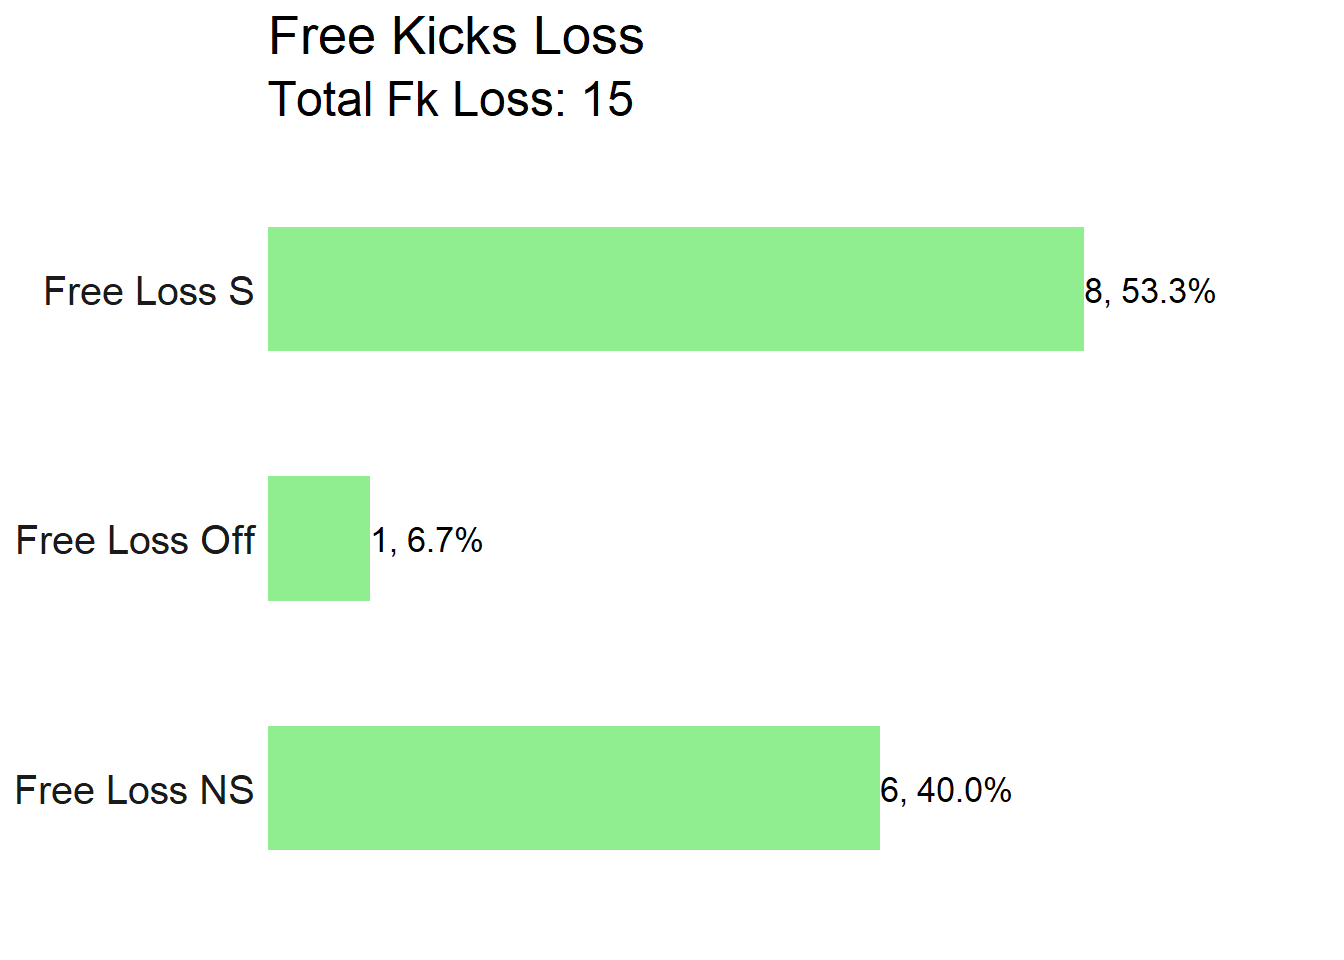 Free Kicks Loss
Total Fk Loss: 15
Free Loss S
8, 53.3%
Free Loss Off
1, 6.7%
Free Loss NS
6, 40.0%